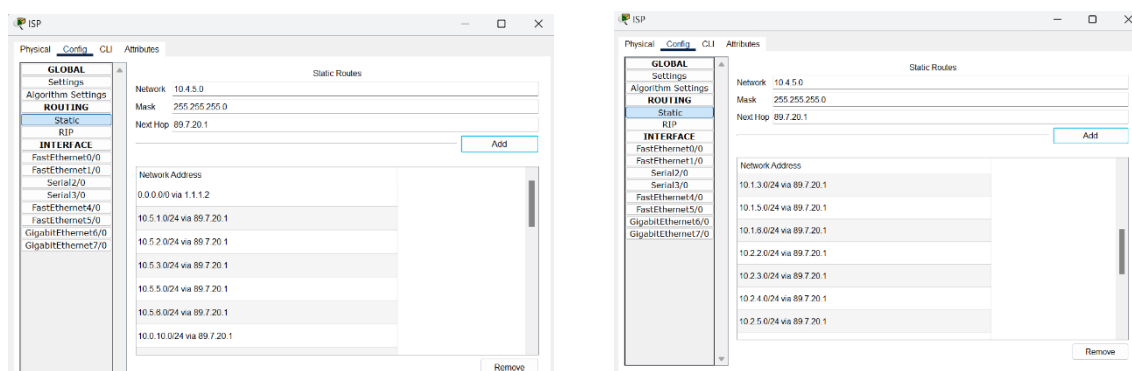 ISP
Physical Config CLI Attributes
GLOBAL
Settings
Algorithm Settings
ROUTING
Static
RIP
INTERFACE
FastEthernet0/0
FastEthernet1/0
Serial2/0
Serial3/0
FastEthernet4/0
FastEthernet5/0
GigabitEthernet6/0
GigabitEthernet7/0
Static Routes
Network 10.4.5.0
Mask 255.255.255.0
Next Hop 89.7.20.1
Add
Network Address
0.0.0.0/0 via 1.1.1.2
10.5.1.0/24 via 89.7.20.1
10.5.2.0/24 via 89.7.20.1
10.5.3.0/24 via 89.7.20.1
10.5.5.0/24 via 89.7.20.1
10.5.6.0/24 via 89.7.20.1
10.0.10.0/24 via 89.7.20.1
Remove
ISP
Physical Config CLI Attributes
GLOBAL
Settings
Algorithm Settings
ROUTING
Static
RIP
INTERFACE
FastEthernet0/0
FastEthernet1/0
Serial2/0
Serial3/0
FastEthernet4/0
FastEthernet5/0
GigabitEthernet6/0
GigabitEthernet7/0
Static Routes
Network 10.4.5.0
Mask 255.255.255.0
Next Hop 89.7.20.1
Add
Network Address
10.1.3.0/24 via 89.7.20.1
10.1.5.0/24 via 89.7.20.1
10.1.6.0/24 via 89.7.20.1
10.2.2.0/24 via 89.7.20.1
10.2.3.0/24 via 89.7.20.1
10.2.4.0/24 via 89.7.20.1
10.2.5.0/24 via 89.7.20.1
Remove